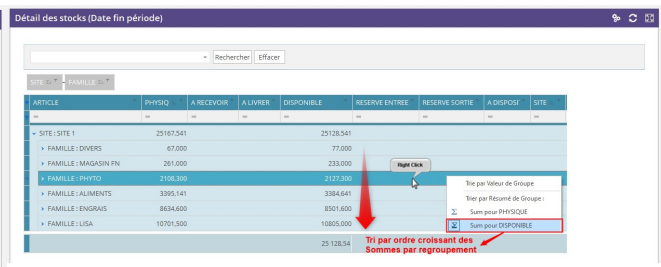 Détail des stocks (Date fin période)
Rechercher Effacer
SITE FAMILLE
ARTICLE PHYSIQ A RECEVOIR A LIVRER DISPONIBLE RESERVE ENTREE RESERVE SORTIE A DISPOSI SITE
= = = = = = = =
SITE : SITE 1 25167,541 25128,541
FAMILLE : DIVERS 67,000 77,000
FAMILLE : MAGASIN FN 261,000 233,000
Right Click
FAMILLE : PHYTO 2108,300 2127,300
Trie par Valeur de Groupe
FAMILLE : ALIMENTS 3395,141 3384,641
Trier par Résumé de Groupe :
FAMILLE : ENGRAIS 8634,600 8501,600
Σ Sum pour PHYSIQUE
FAMILLE : LISA 10701,500 10805,000
Σ Sum pour DISPONIBLE
25 128,54
Tri par ordre croissant des
Sommes par regroupement